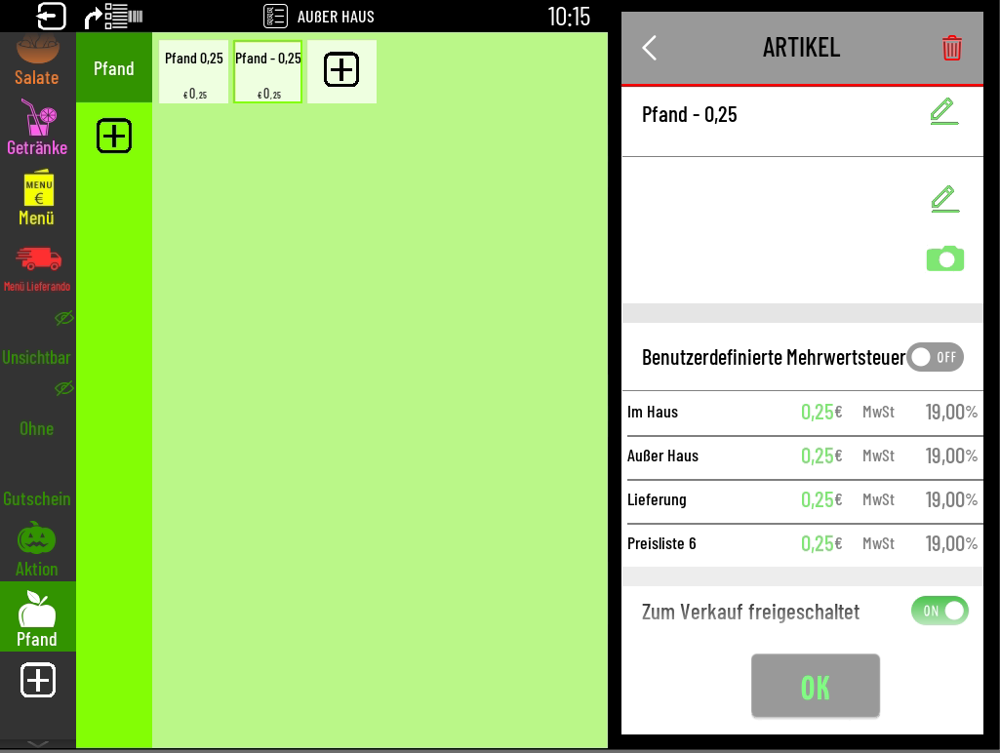 AUßER HAUS
10:15
Salate
Getränke
MENU
€
Menü
Menü Lieferando
Unsichtbar
Ohne
Gutschein
Aktion
Pfand
Pfand
Pfand 0,25
€ 0,25
Pfand - 0,25
€ 0,25
ARTIKEL
Pfand - 0,25
Benutzerdefinierte Mehrwertsteuer OFF
Im Haus 0,25€ MwSt 19,00%
Außer Haus 0,25€ MwSt 19,00%
Lieferung 0,25€ MwSt 19,00%
Preisliste 6 0,25€ MwSt 19,00%
Zum Verkauf freigeschaltet ON
OK